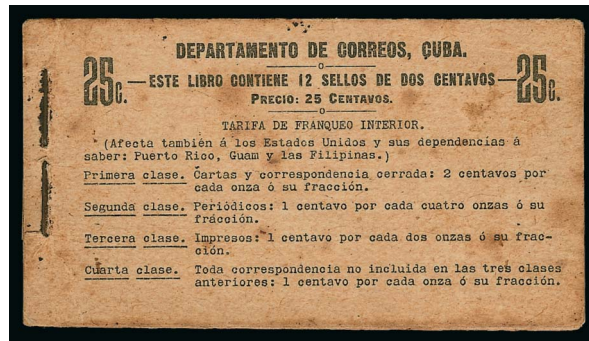 DEPARTAMENTO DE CORREOS, CUBA.
25c. —ESTE LIBRO CONTIENE 12 SELLOS DE DOS CENTAVOS— 25c.
PRECIO: 25 CENTAVOS.
TARIFA DE FRANQUEO INTERIOR.
(Afecta también á los Estados Unidos y sus dependencias á
saber: Puerto Rico, Guam y las Filipinas.)
Primera clase. Cartas y correspondencia cerrada: 2 centavos por
cada onza ó su fracción.
Segunda clase. Periódicos: 1 centavo por cada cuatro onzas ó su
fracción.
Tercera clase. Impresos: 1 centavo por cada dos onzas ó su frac-
ción.
Cuarta clase. Toda correspondencia no incluida en las tres clases
anteriores: 1 centavo por cada onza ó su fracción.